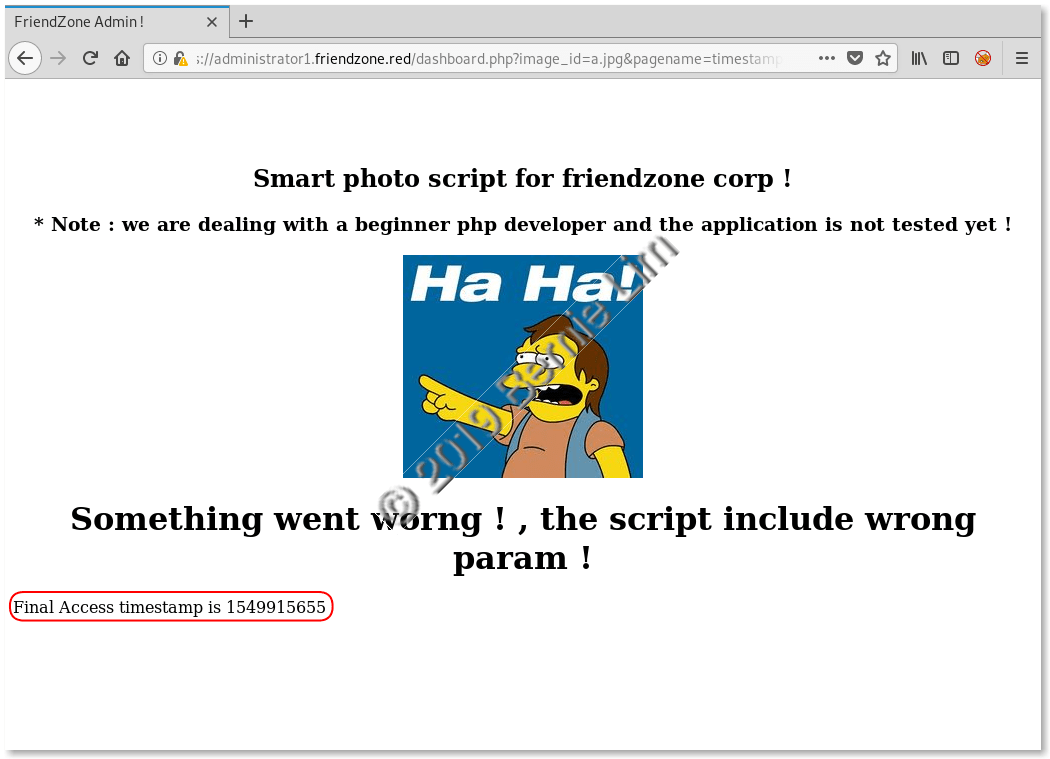 FriendZone Admin !
s://administrator1.friendzone.red/dashboard.php?image_id=a.jpg&pagename=timestamp
Smart photo script for friendzone corp !
* Note : we are dealing with a beginner php developer and the application is not tested yet !
Ha Ha!
© 2019 Bernie Lim
Something went worng ! , the script include wrong
param !
Final Access timestamp is 1549915655